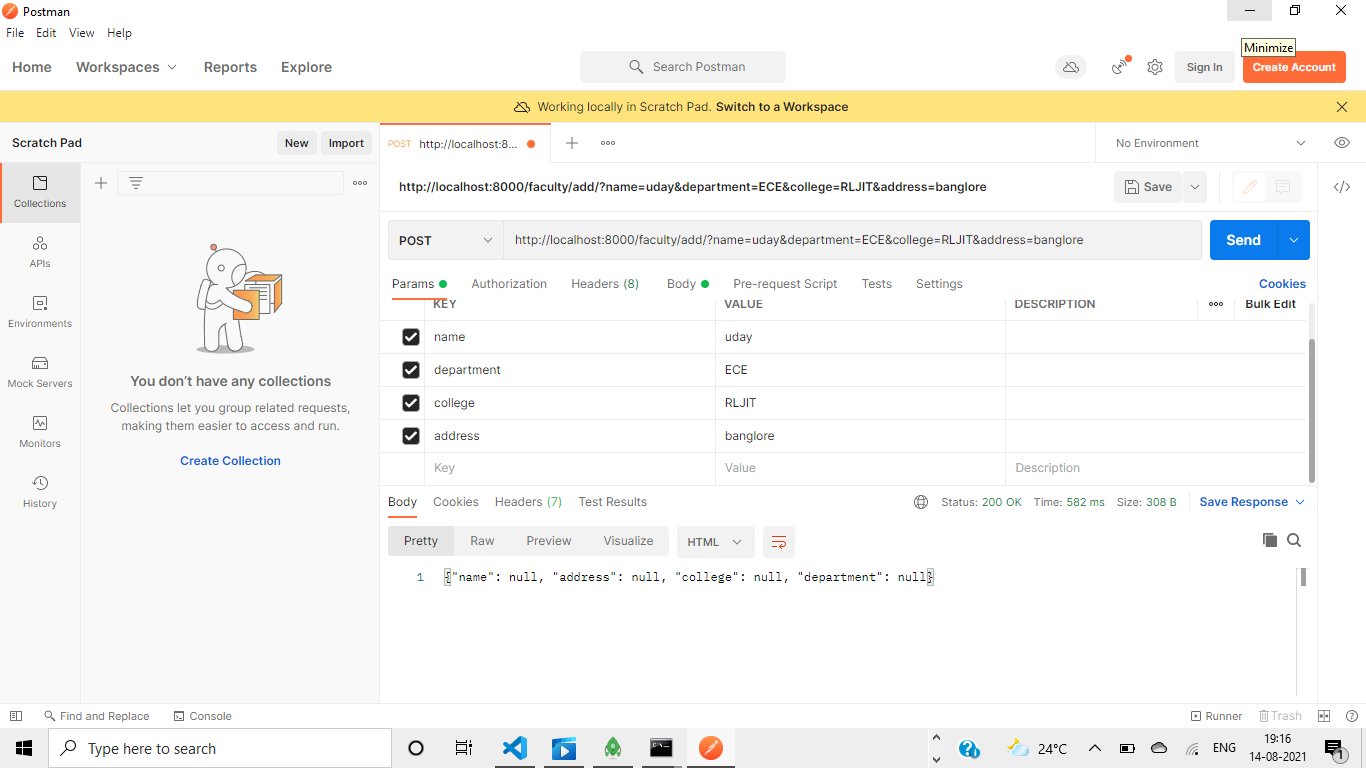 Postman
File Edit View Help
Minimize
Home Workspaces Reports Explore Search Postman Sign In Create Account
Working locally in Scratch Pad. Switch to a Workspace
Scratch Pad New Import POST http://localhost:8... No Environment
http://localhost:8000/faculty/add/?name=uday&department=ECE&college=RLJIT&address=banglore Save
Collections
POST http://localhost:8000/faculty/add/?name=uday&department=ECE&college=RLJIT&address=banglore Send
APIs
Params Authorization Headers (8) Body Pre-request Script Tests Settings Cookies
KEY VALUE DESCRIPTION Bulk Edit
Environments
name uday
department ECE
Mock Servers
You don't have any collections
college RLJIT
Collections let you group related requests,
making them easier to access and run.
address banglore
Monitors
Create Collection
Key Value Description
History
Body Cookies Headers (7) Test Results Status: 200 OK Time: 582 ms Size: 308 B Save Response
Pretty Raw Preview Visualize HTML
1 {"name": null, "address": null, "college": null, "department": null}
Find and Replace Console Runner Trash
Type here to search 24°C ENG 19:16
14-08-2021 1